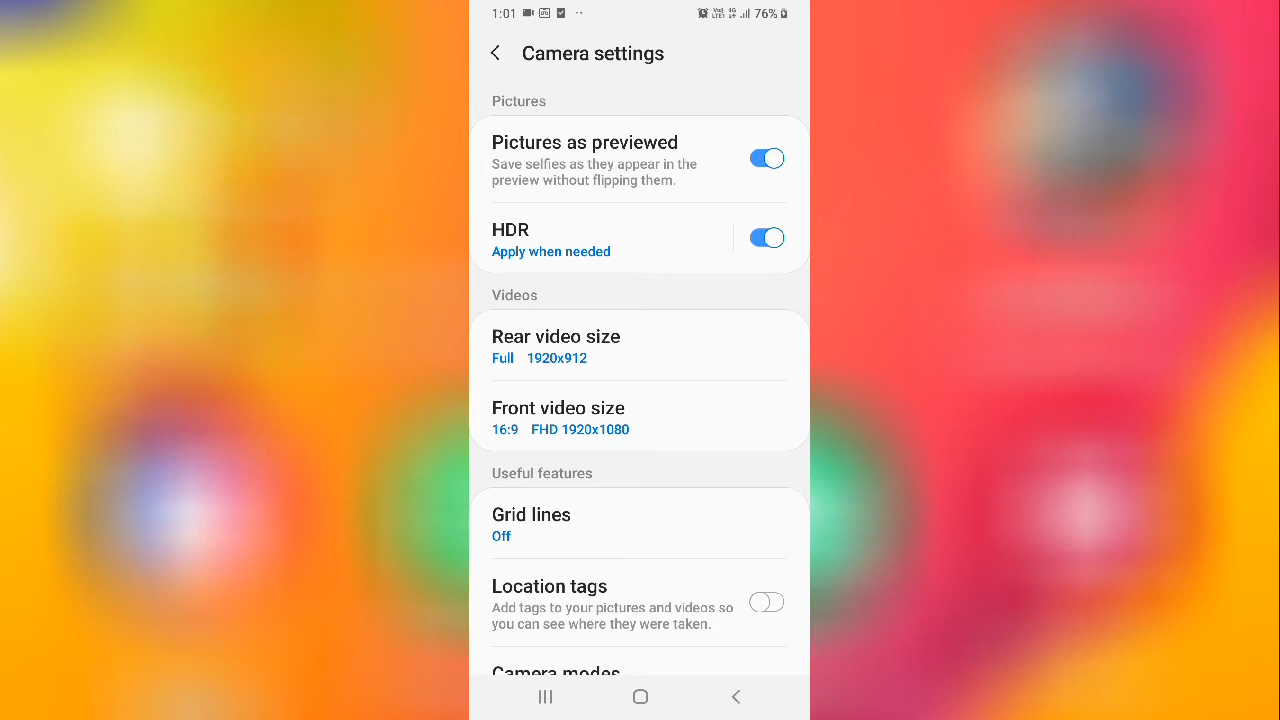 1:01
76%
Camera settings
Pictures
Pictures as previewed
Save selfies as they appear in the
preview without flipping them.
HDR
Apply when needed
Videos
Rear video size
Full 1920x912
Front video size
16:9 FHD 1920x1080
Useful features
Grid lines
Off
Location tags
Add tags to your pictures and videos so
you can see where they were taken.
Camera modes